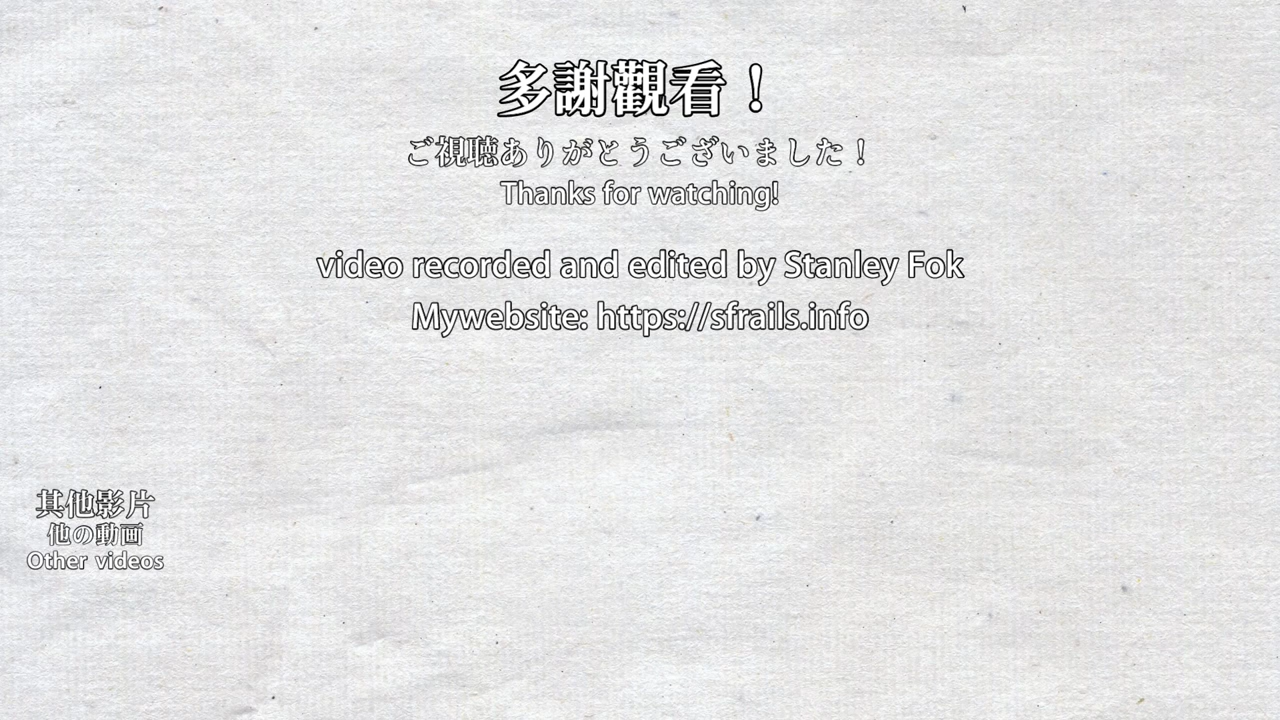 多謝觀看！
ご視聴ありがとうございました！
Thanks for watching!
video recorded and edited by Stanley Fok
Mywebsite: https://sfrails.info
其他影片
他の動画
Other videos